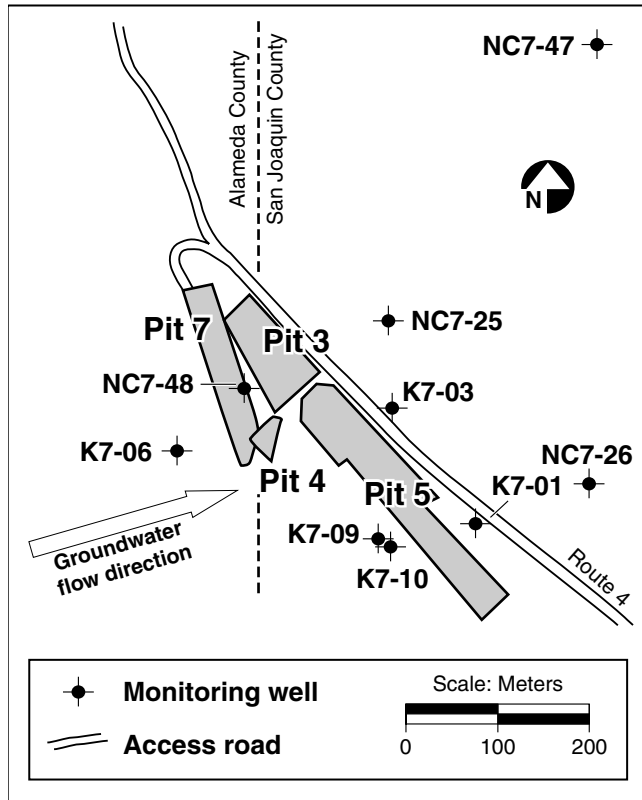 NC7-47
Alameda County
San Joaquin County
N
Pit 7
Pit 3
NC7-25
NC7-48
K7-03
K7-06
NC7-26
Pit 4
Pit 5
K7-01
K7-09
K7-10
Groundwater
flow direction
Route 4
Monitoring well
Access road
Scale: Meters
0 100 200